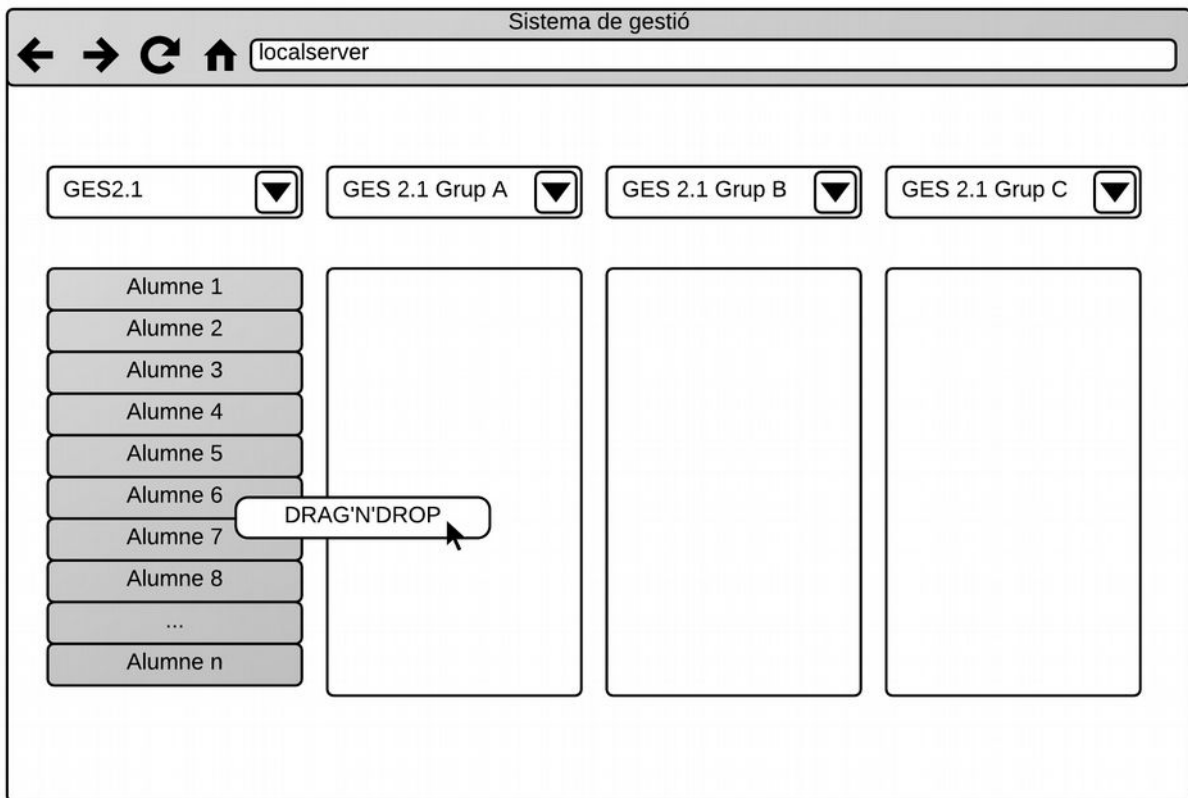 Sistema de gestió
localserver
GES2.1
GES 2.1 Grup A
GES 2.1 Grup B
GES 2.1 Grup C
Alumne 1
Alumne 2
Alumne 3
Alumne 4
Alumne 5
Alumne 6
DRAG'N'DROP
Alumne 7
Alumne 8
...
Alumne n